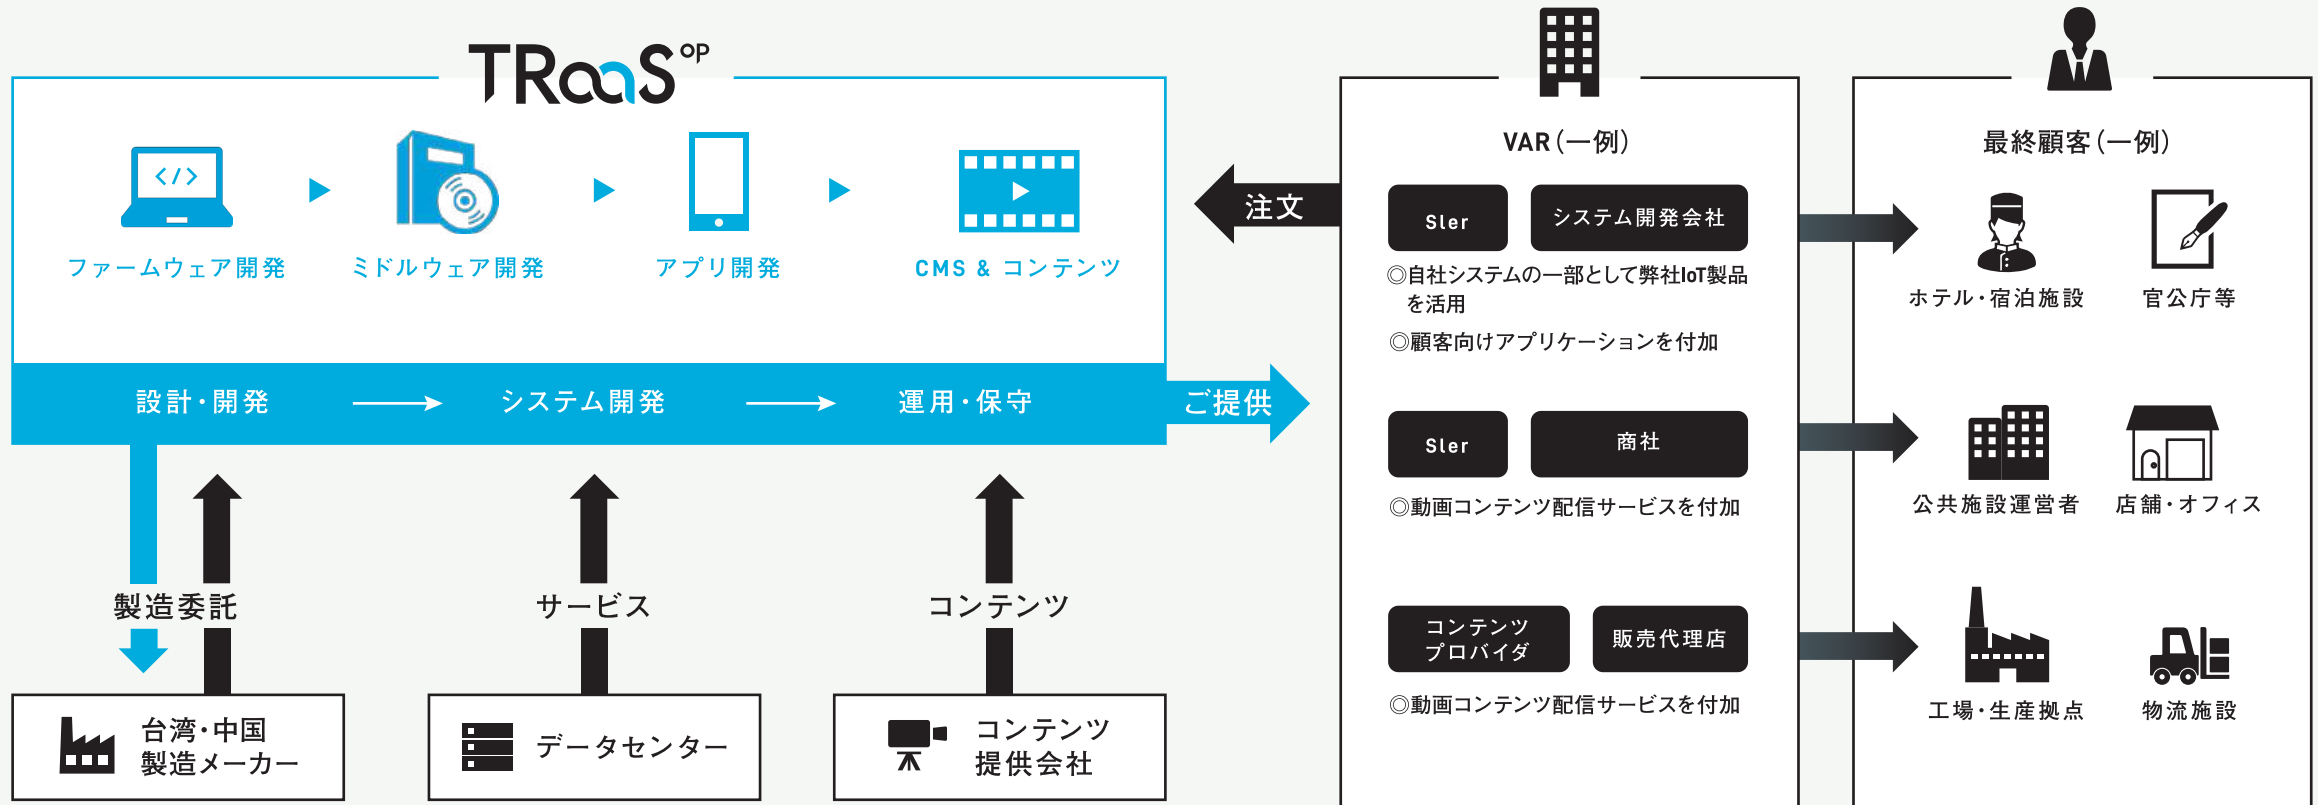 TRaaS OP
ファームウェア開発
ミドルウェア開発
アプリ開発
CMS & コンテンツ
設計・開発
システム開発
運用・保守
ご提供
注文
製造委託
サービス
コンテンツ
台湾・中国
製造メーカー
データセンター
コンテンツ
提供会社
VAR（一例）
SIer
システム開発会社
◎自社システムの一部として弊社IoT製品
を活用
◎顧客向けアプリケーションを付加
SIer
商社
◎動画コンテンツ配信サービスを付加
コンテンツ
プロバイダ
販売代理店
◎動画コンテンツ配信サービスを付加
最終顧客（一例）
ホテル・宿泊施設
官公庁等
公共施設運営者
店舗・オフィス
工場・生産拠点
物流施設